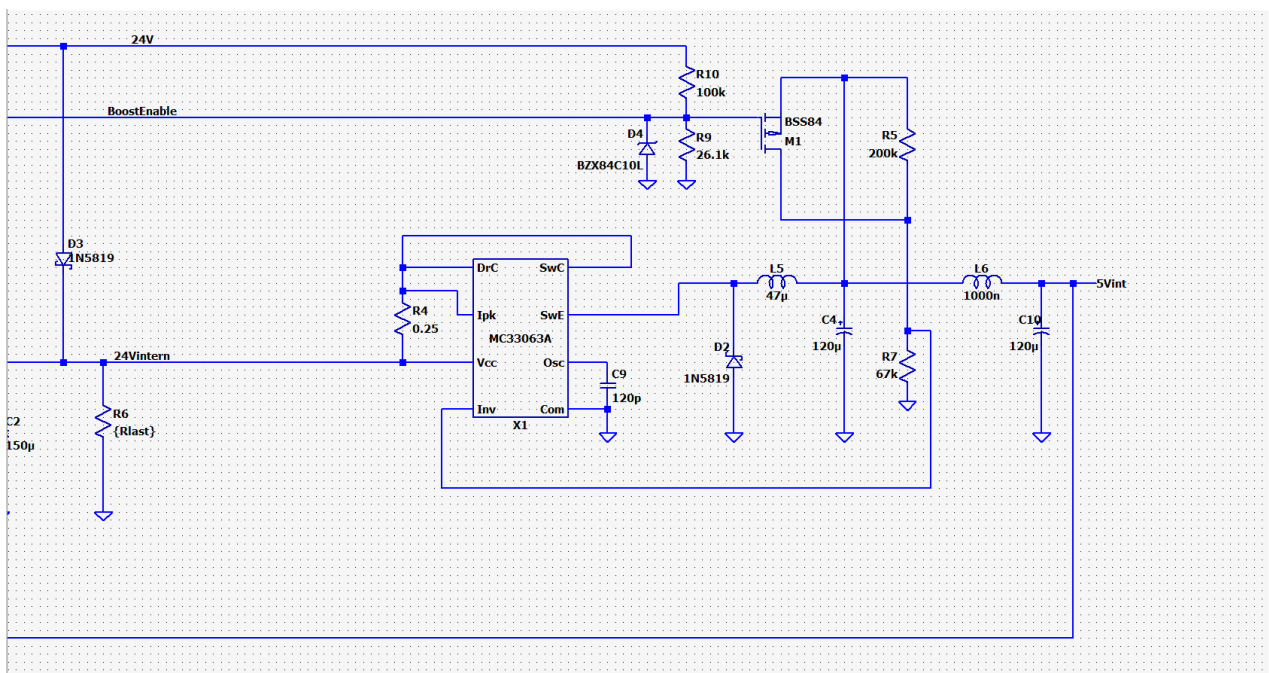 24V
R10
100k
BoostEnable
D4
BZX84C10L
R9
26.1k
BSS84
M1
R5
200k
D3
1N5819
DrC
SwC
Ipk
SwE
MC33063A
Vcc
Osc
Inv
Com
X1
R4
0.25
C9
120p
L5
47µ
L6
1000n
5Vint
C4
120µ
C10
120µ
D2
1N5819
R7
67k
24Vintern
R6
{Rlast}
C2
150µ